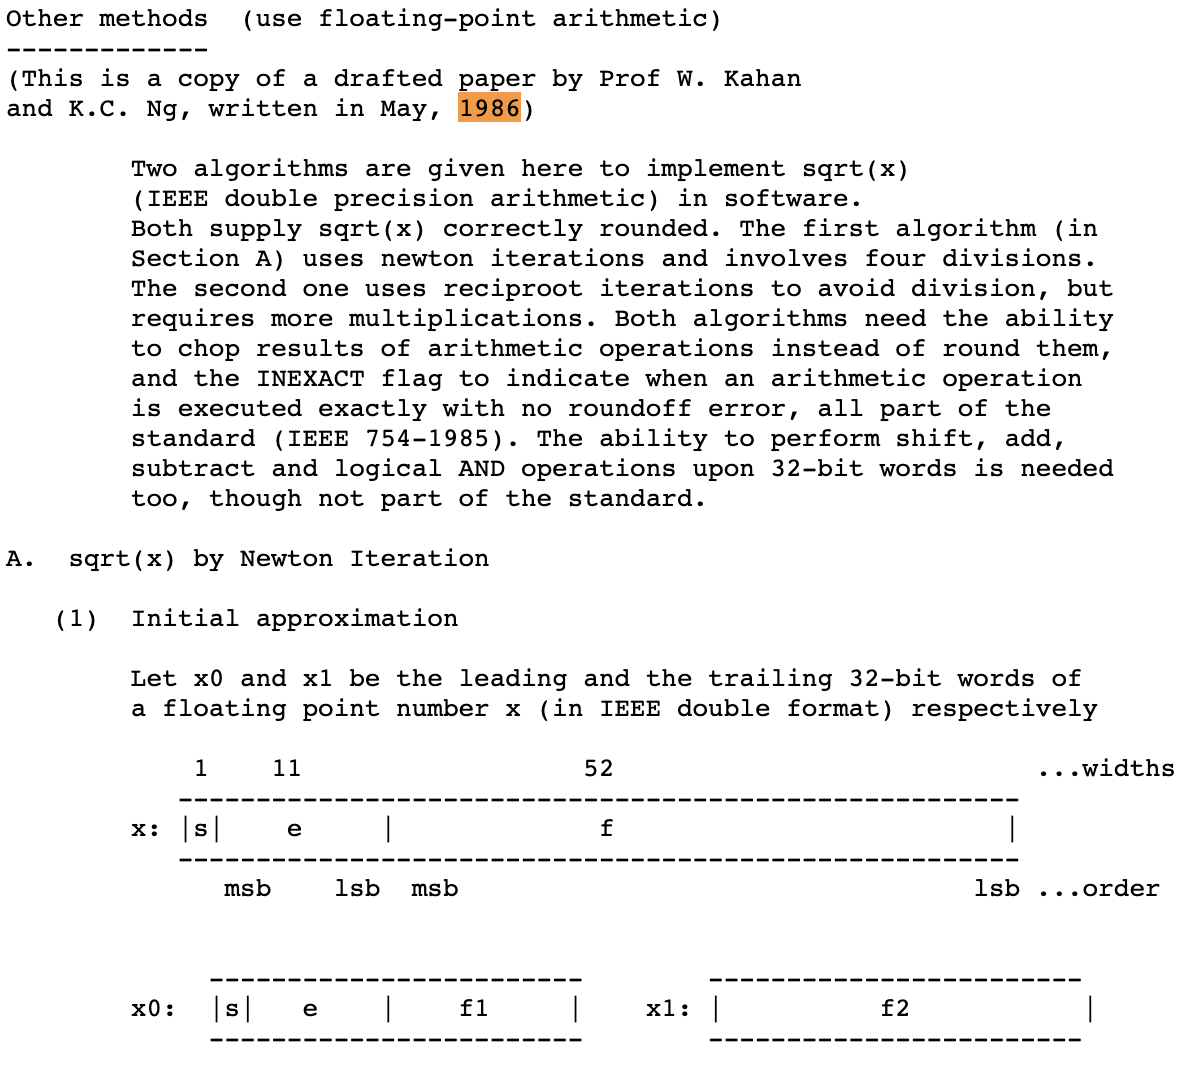 Other methods  (use floating-point arithmetic)
-------------
(This is a copy of a drafted paper by Prof W. Kahan
and K.C. Ng, written in May, 1986)

        Two algorithms are given here to implement sqrt(x)
        (IEEE double precision arithmetic) in software.
        Both supply sqrt(x) correctly rounded. The first algorithm (in
        Section A) uses newton iterations and involves four divisions.
        The second one uses reciproot iterations to avoid division, but
        requires more multiplications. Both algorithms need the ability
        to chop results of arithmetic operations instead of round them,
        and the INEXACT flag to indicate when an arithmetic operation
        is executed exactly with no roundoff error, all part of the
        standard (IEEE 754-1985). The ability to perform shift, add,
        subtract and logical AND operations upon 32-bit words is needed
        too, though not part of the standard.

A.  sqrt(x) by Newton Iteration

   (1)  Initial approximation

        Let x0 and x1 be the leading and the trailing 32-bit words of
        a floating point number x (in IEEE double format) respectively

            1    11                  52                           ...widths
           ------------------------------------------------------
        x: |s|    e     |             f                         |
           ------------------------------------------------------
              msb    lsb  msb                                 lsb ...order


             ------------------------        ------------------------
        x0:  |s|   e    |    f1     |    x1: |          f2           |
             ------------------------        ------------------------